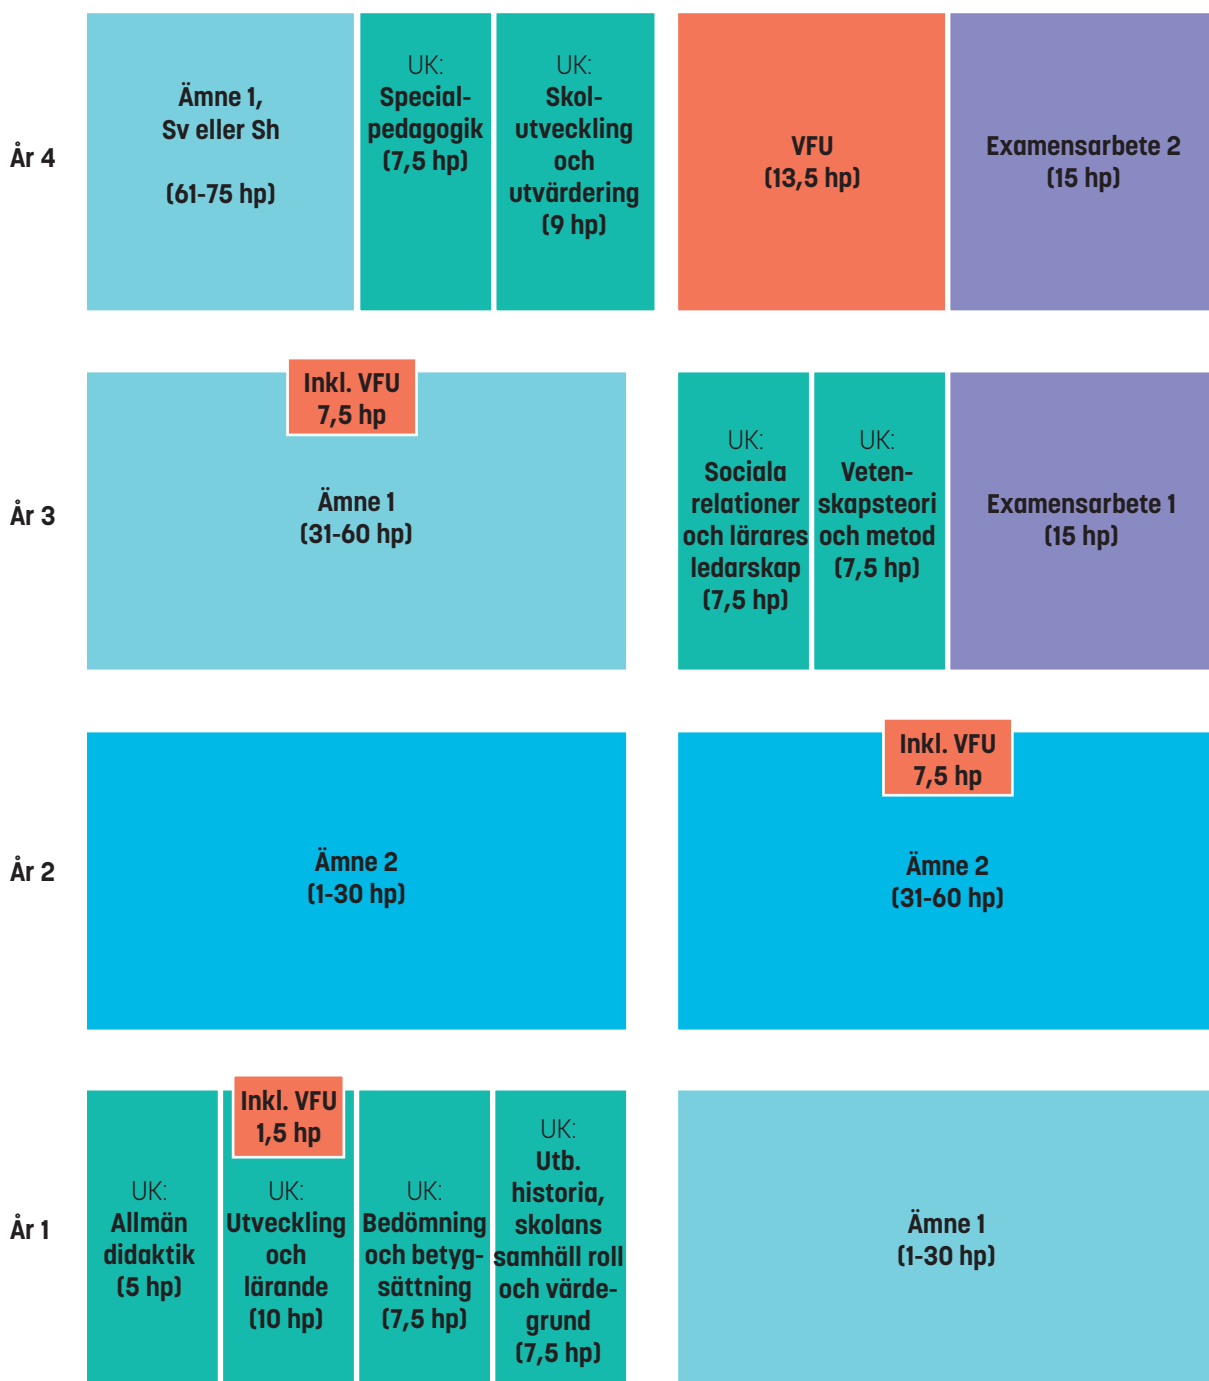 År 4
Ämne 1,
Sv eller Sh
(61-75 hp)
UK:
Special-
pedagogik
(7,5 hp)
UK:
Skol-
utveckling
och
utvärdering
(9 hp)
VFU
(13,5 hp)
Examensarbete 2
(15 hp)
År 3
Inkl. VFU
7,5 hp
Ämne 1
(31-60 hp)
UK:
Sociala
relationer
och lärares
ledarskap
(7,5 hp)
UK:
Veten-
skapsteori
och metod
(7,5 hp)
Examensarbete 1
(15 hp)
År 2
Ämne 2
(1-30 hp)
Inkl. VFU
7,5 hp
Ämne 2
(31-60 hp)
År 1
UK:
Allmän
didaktik
(5 hp)
Inkl. VFU
1,5 hp
UK:
Utveckling
och
lärande
(10 hp)
UK:
Bedömning
och betyg-
sättning
(7,5 hp)
UK:
Utb.
historia,
skolans
samhäll roll
och värde-
grund
(7,5 hp)
Ämne 1
(1-30 hp)